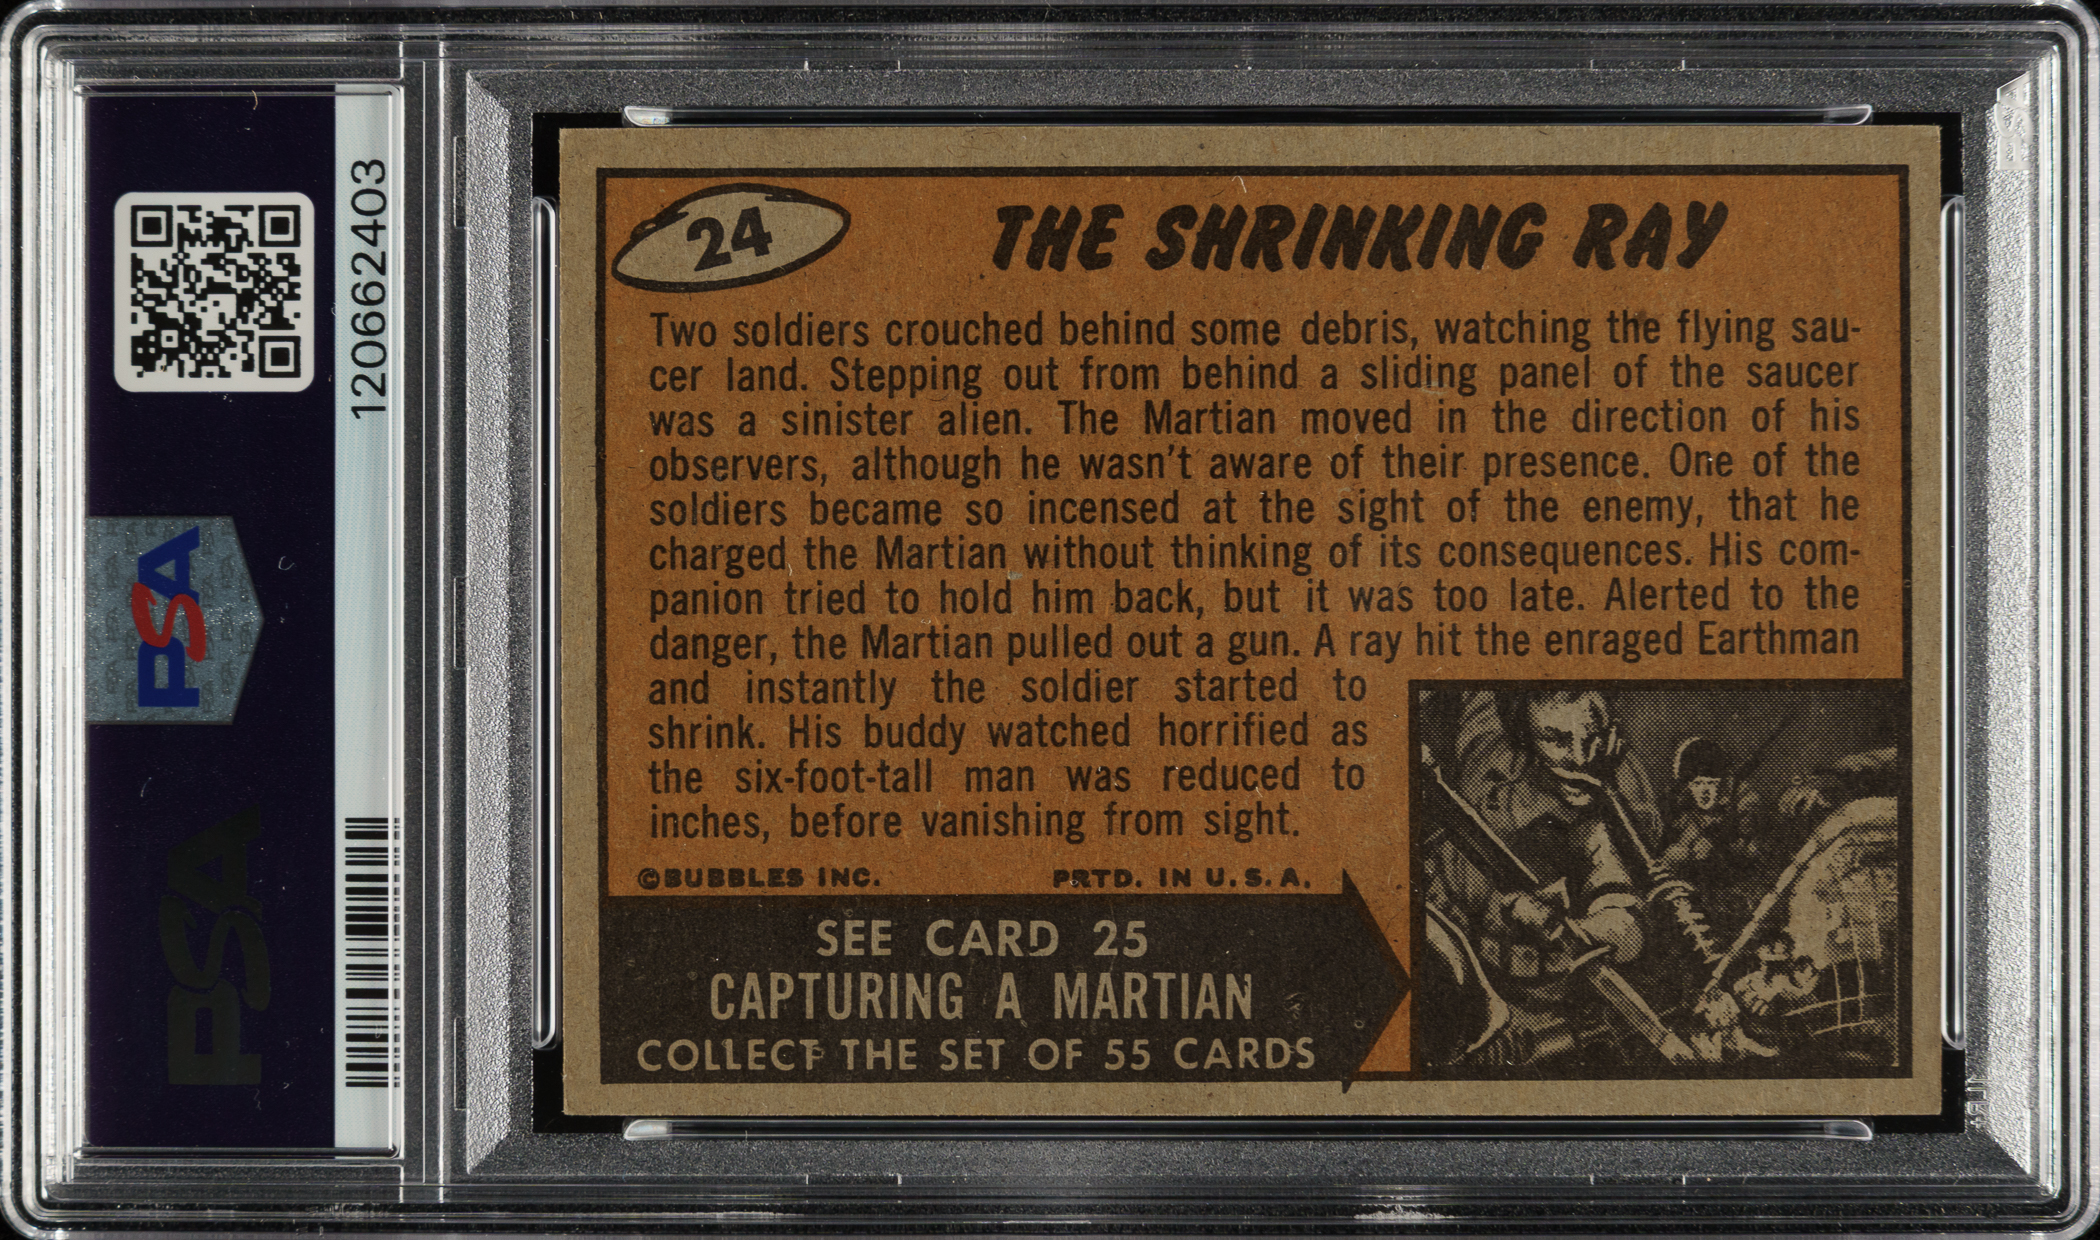 120662403
PSA
PSA
24
THE SHRINKING RAY
Two soldiers crouched behind some debris, watching the flying sau-
cer land. Stepping out from behind a sliding panel of the saucer
was a sinister alien. The Martian moved in the direction of his
observers, although he wasn't aware of their presence. One of the
soldiers became so incensed at the sight of the enemy, that he
charged the Martian without thinking of its consequences. His com-
panion tried to hold him back, but it was too late. Alerted to the
danger, the Martian pulled out a gun. A ray hit the enraged Earthman
and instantly the soldier started to
shrink. His buddy watched horrified as
the six-foot-tall man was reduced to
inches, before vanishing from sight.
©BUBBLES INC. PRTD. IN U.S.A.
SEE CARD 25
CAPTURING A MARTIAN
COLLECT THE SET OF 55 CARDS